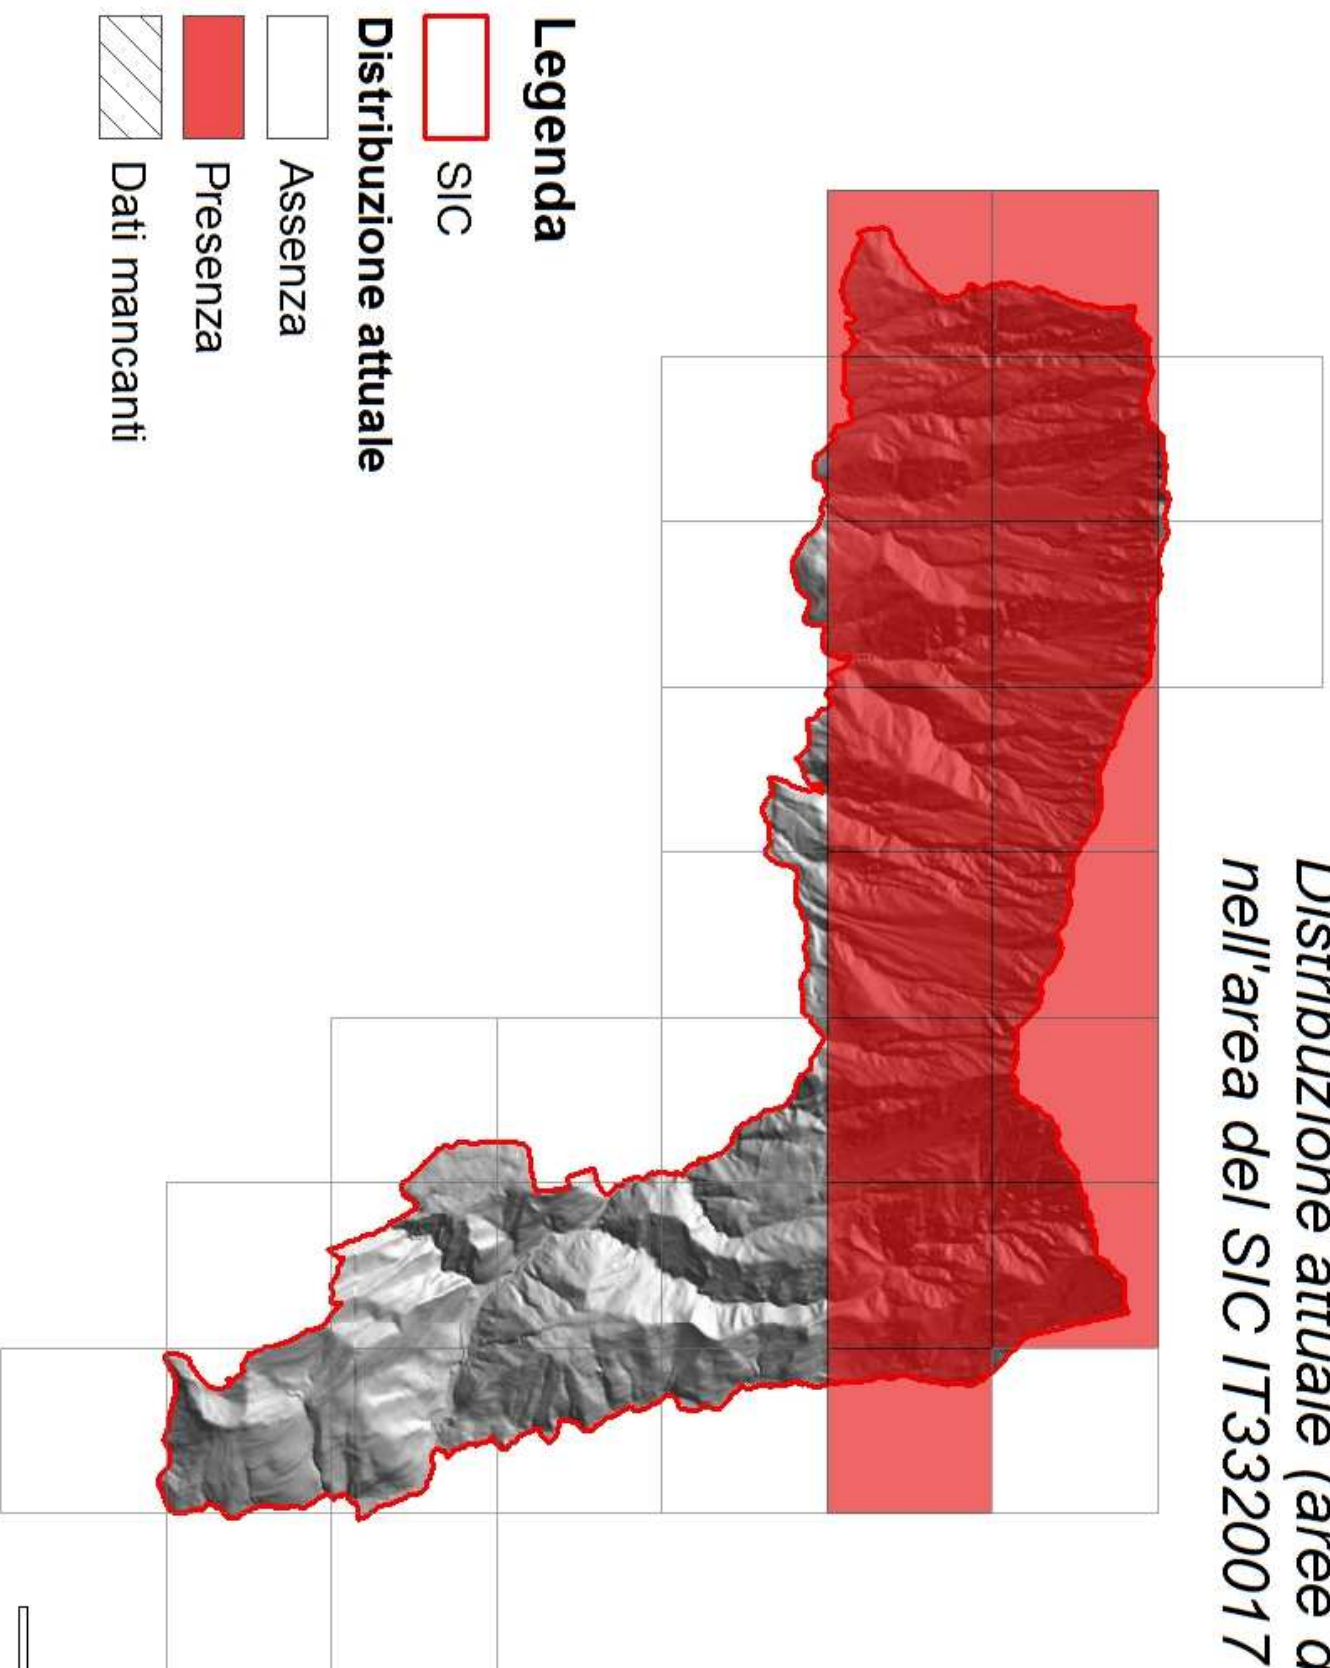 Distribuzione attuale (aree
nell'area del SIC IT3320017
Legenda
SIC
Distribuzione attuale
Assenza
Presenza
Dati mancanti